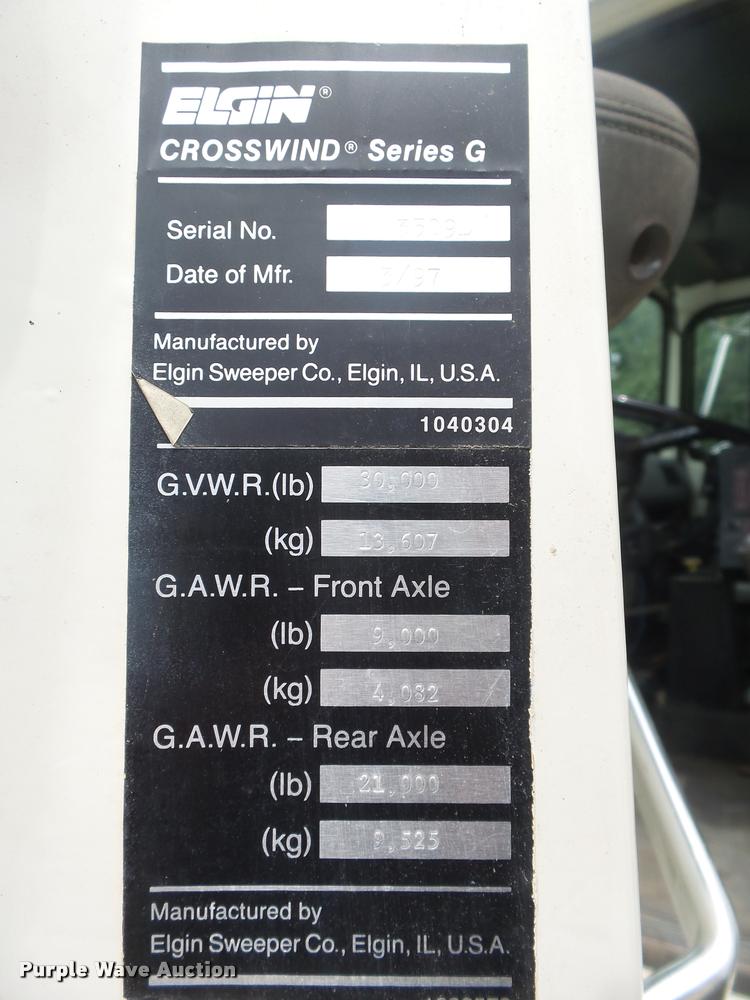 ELGIN®
CROSSWIND® Series G
Serial No.
Date of Mfr. 3/97
Manufactured by
Elgin Sweeper Co., Elgin, IL, U.S.A.
1040304
G.V.W.R.(lb) 30,000
(kg) 13,607
G.A.W.R. – Front Axle
(lb) 9,000
(kg) 4,082
G.A.W.R. – Rear Axle
(lb) 21,000
(kg) 9,525
Manufactured by
Elgin Sweeper Co., Elgin, IL, U.S.A.
Purple Wave Auction